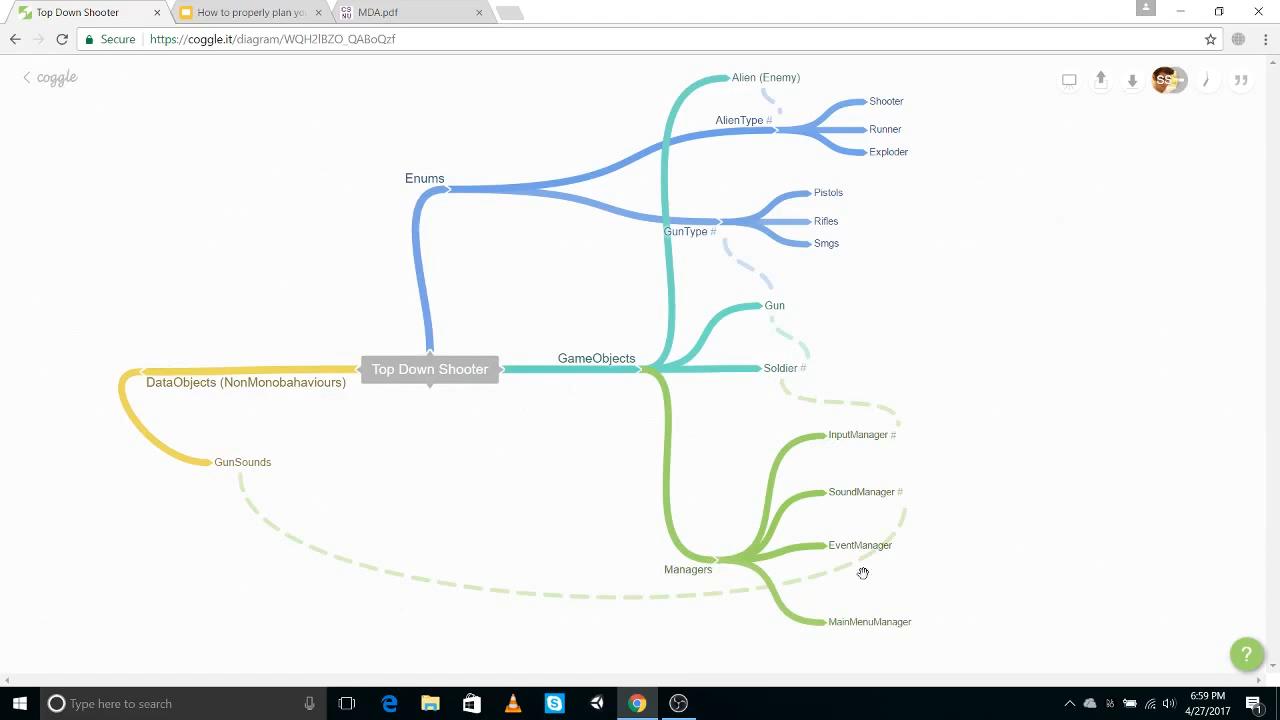 Top Down Shooter
How to properly plan yo
MDA.pdf
Secure
https://coggle.it/diagram/WQH2lBZO_QABoQzf
coggle
SS
Alien (Enemy)
AlienType #
Shooter
Runner
Exploder
Enums
Pistols
Rifles
Smgs
GunType #
Gun
GameObjects
Soldier #
Top Down Shooter
DataObjects (NonMonobahaviours)
InputManager #
GunSounds
SoundManager #
EventManager
Managers
MainMenuManager
?
Type here to search
6:59 PM
4/27/2017